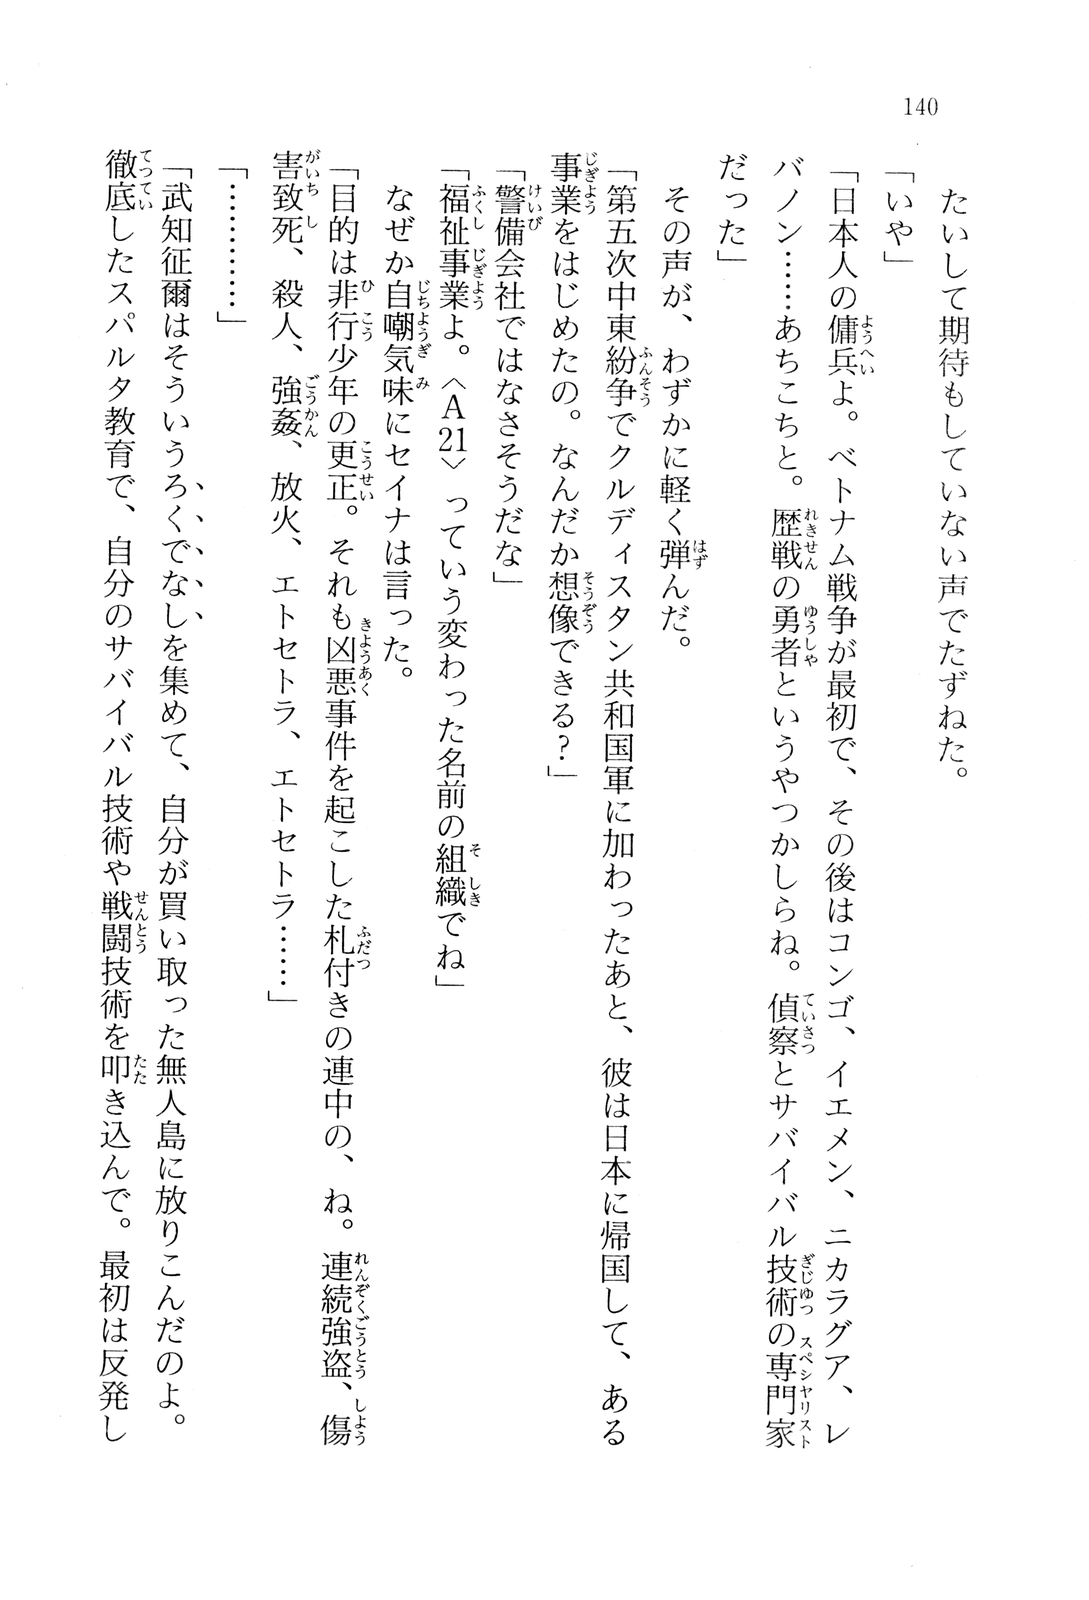 140
たいして期待もしていない声でたずねた。
「いや」
「日本人の傭兵よ。ベトナム戦争が最初で、その後はコンゴ、イエメン、ニカラグア、レ
バノン……あちこちと。歴戦の勇者というやつかしらね。偵察とサバイバル技術の専門家
だった」
その声が、わずかに軽く弾んだ。
「第五次中東紛争でクルディスタン共和国軍に加わったあと、彼は日本に帰国して、ある
事業をはじめたの。なんだか想像できる?」
「警備会社ではなさそうだな」
「福祉事業よ。〈A21〉っていう変わった名前の組織でね」
なぜか自嘲気味にセイナは言った。
「目的は非行少年の更正。それも凶悪事件を起こした札付きの連中の、ね。連続強盗、傷
害致死、殺人、強姦、放火、エトセトラ、エトセトラ……」
「…………」
「武知征爾はそういうろくでなしを集めて、自分が買い取った無人島に放りこんだのよ。
徹底したスパルタ教育で、自分のサバイバル技術や戦闘技術を叩き込んで。最初は反発し